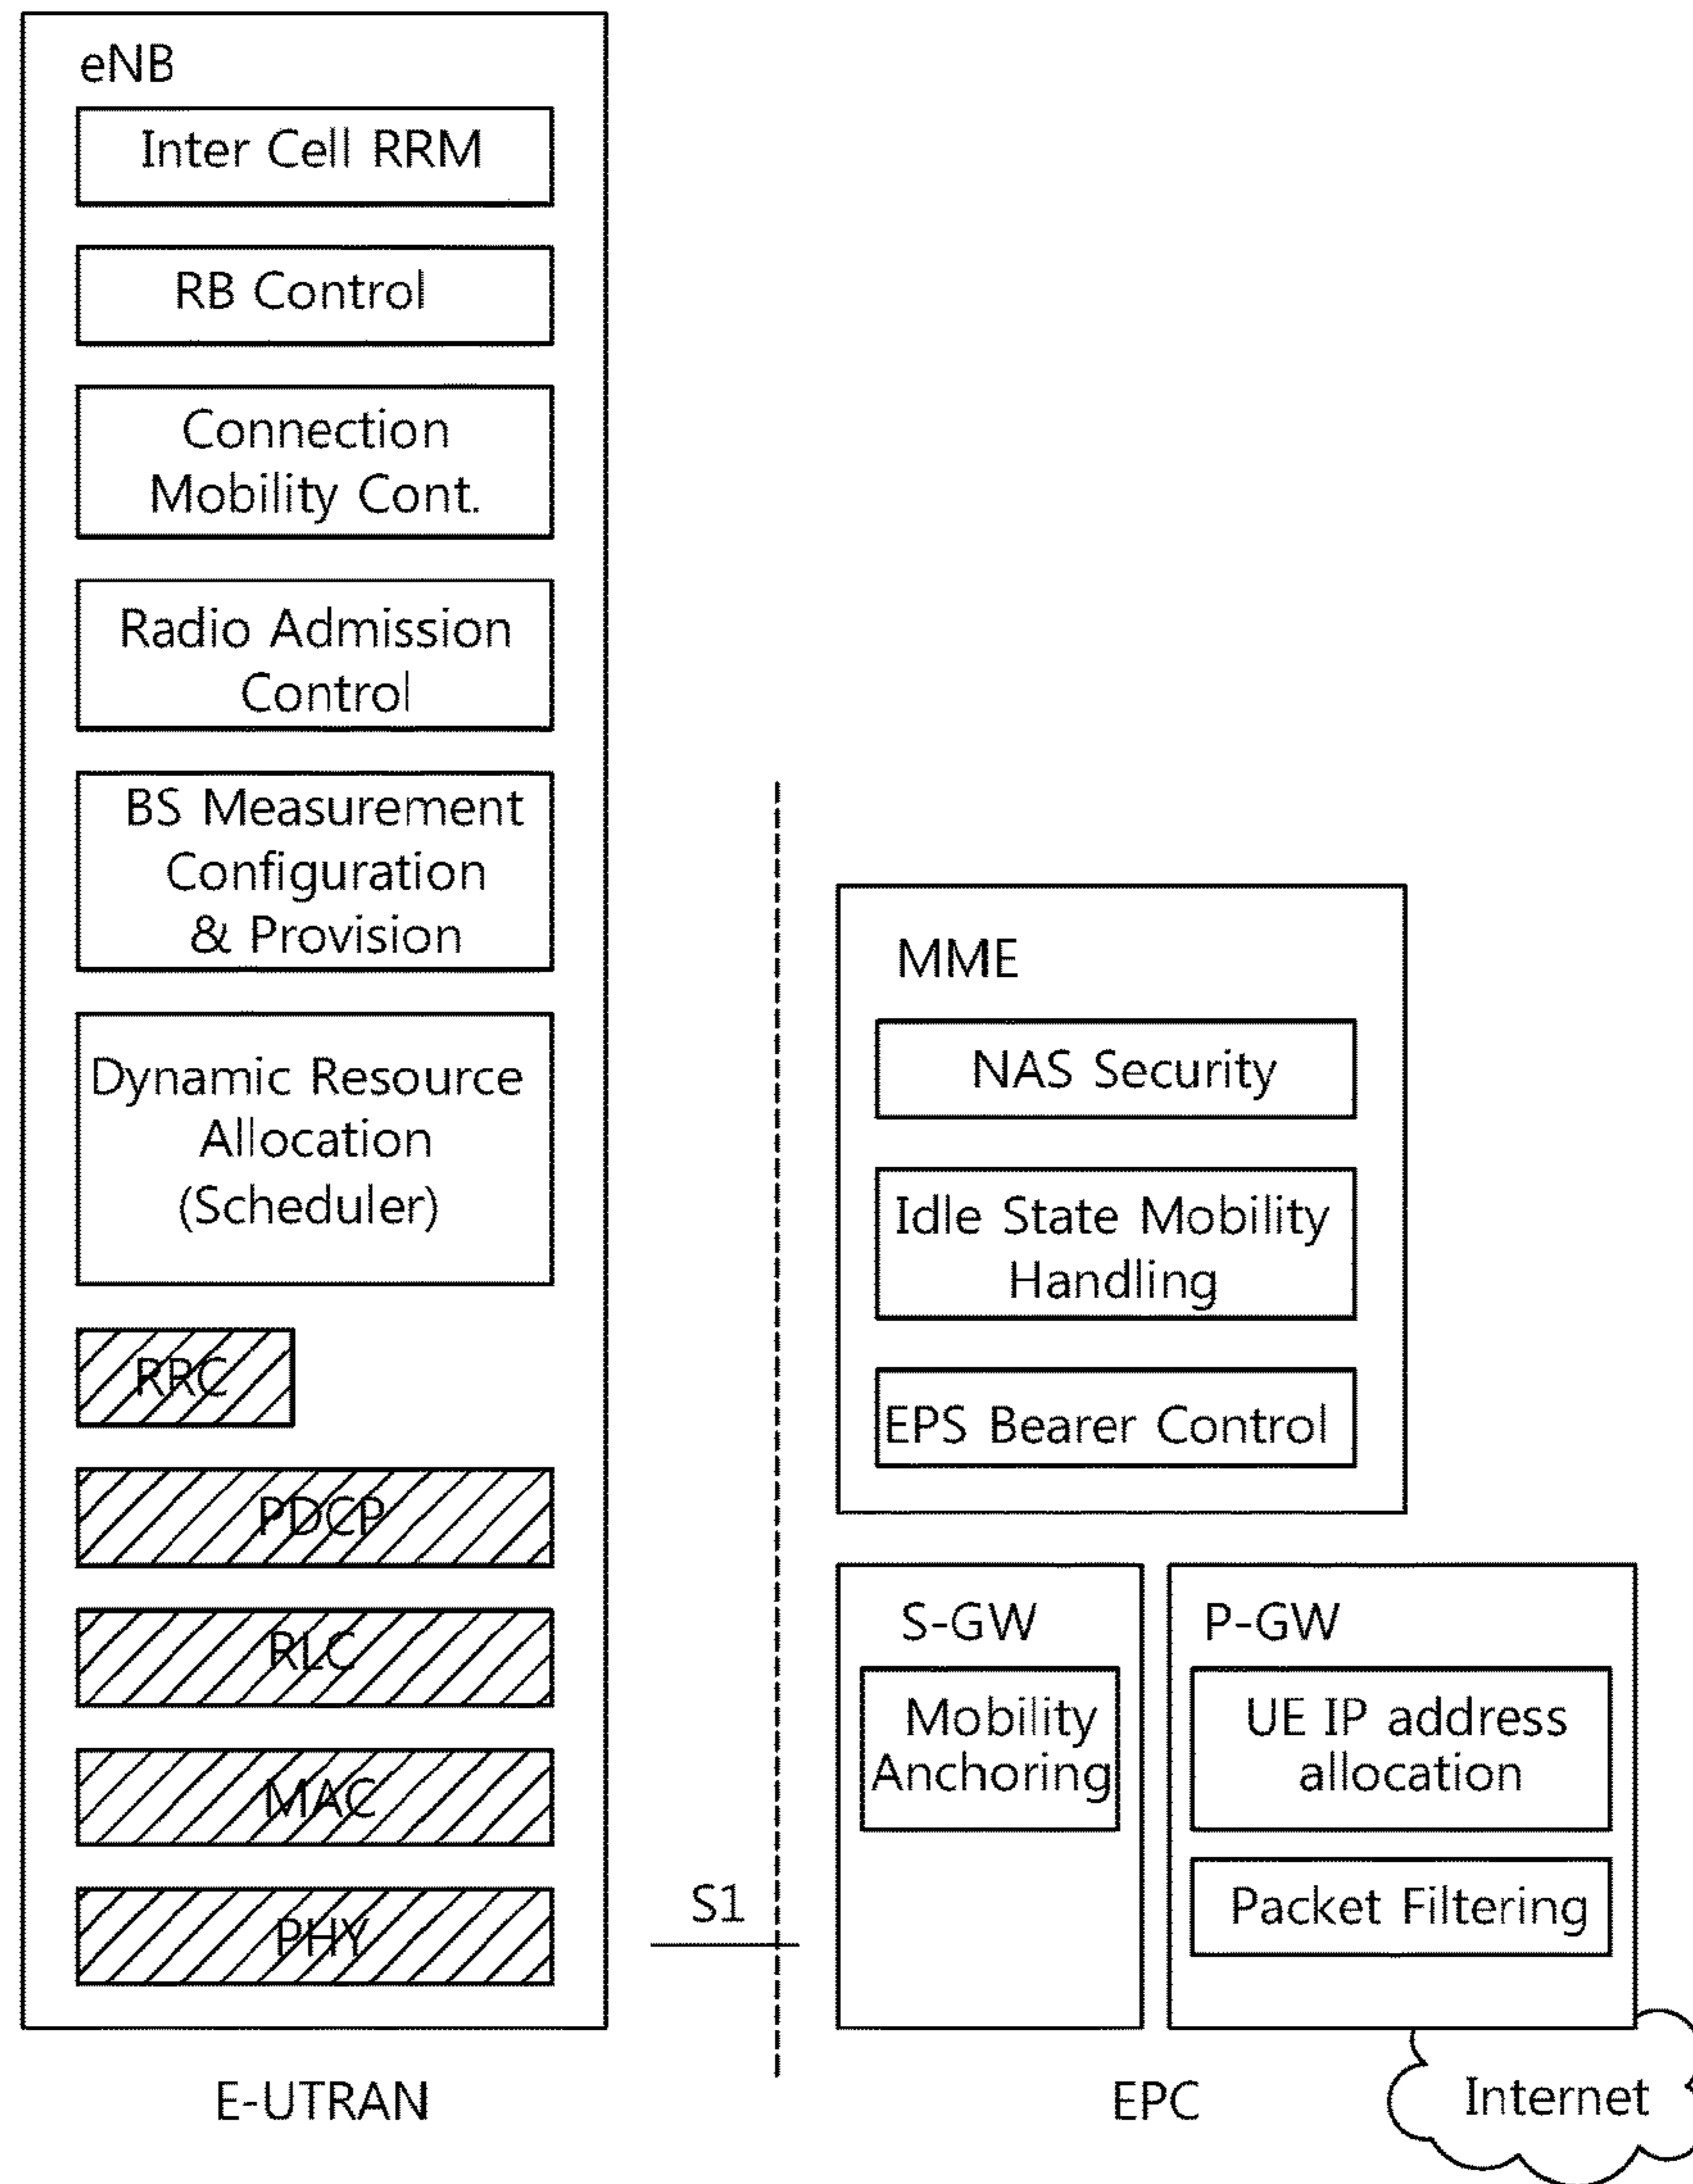 eNB
Inter Cell RRM
RB Control
Connection
Mobility Cont.
Radio Admission
Control
BS Measurement
Configuration
& Provision
Dynamic Resource
Allocation
(Scheduler)
RRC
PDCP
RLC
MAC
PHY
S1
MME
NAS Security
Idle State Mobility
Handling
EPS Bearer Control
S-GW
Mobility
Anchoring
P-GW
UE IP address
allocation
Packet Filtering
E-UTRAN
EPC
Internet